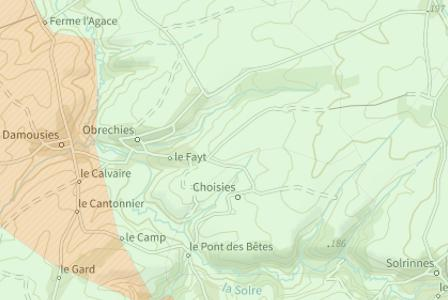 .197
Ferme l'Agace
Damousies
Obrechies
le Fayt
le Calvaire
Choisies
le Cantonnier
le Camp
le Pont des Bêtes
.186
Solrinnes
le Gard
la Solre